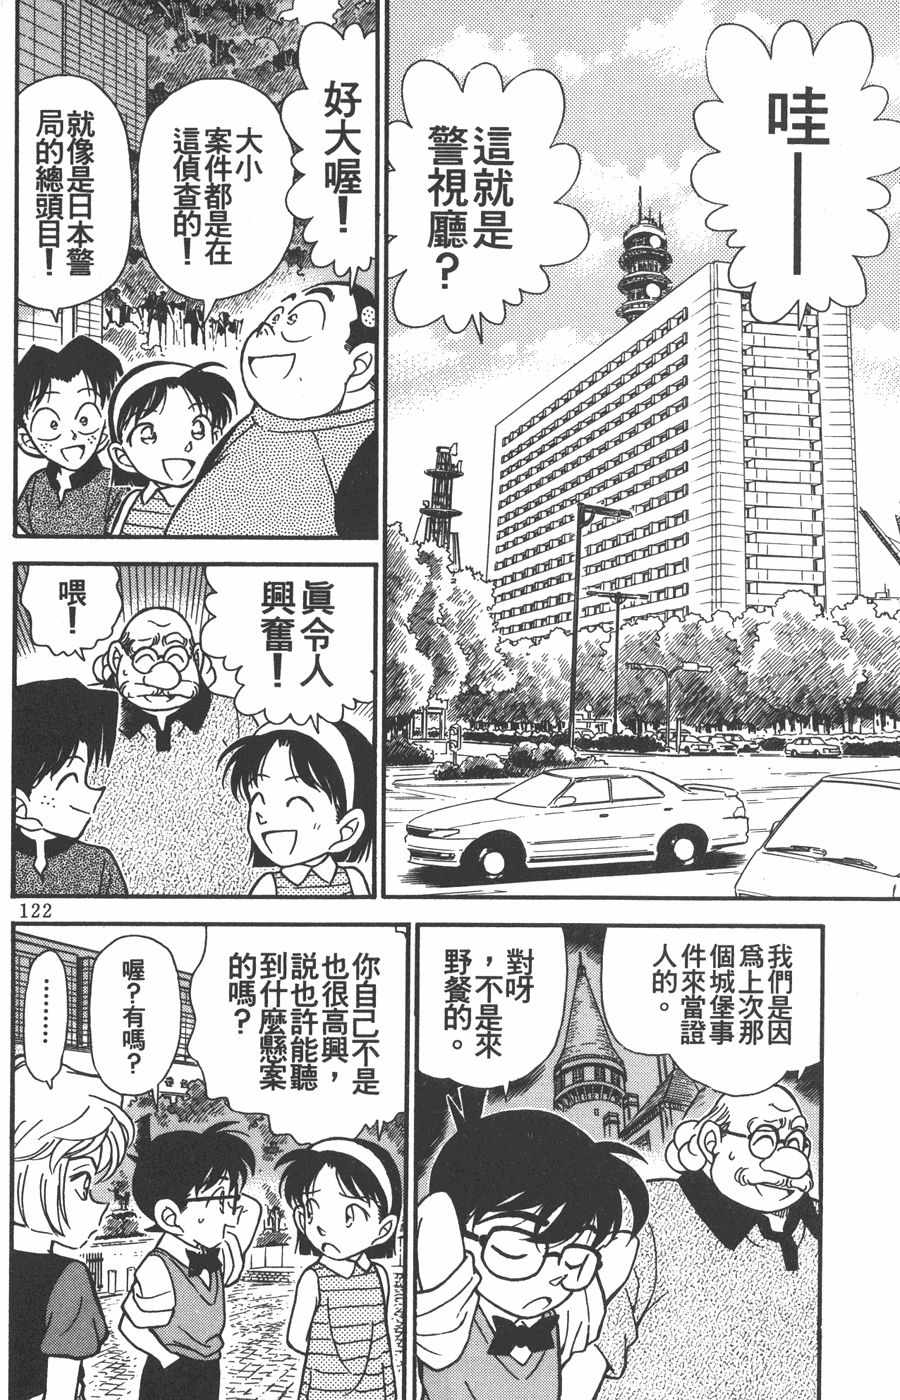 哇——
這就是
警視廳？
好大喔！
大小
案件都是在
這偵查的！
就像是日本警
局的總頭目！
真令人
興奮！
喂！
122
我們是因
為上次那
個城堡事
件來當證
人的。
對呀
，不是來
野餐的。
你自己不是
也很高興，
說也許能聽
到什麼懸案
的嗎？
喔？有嗎？
………